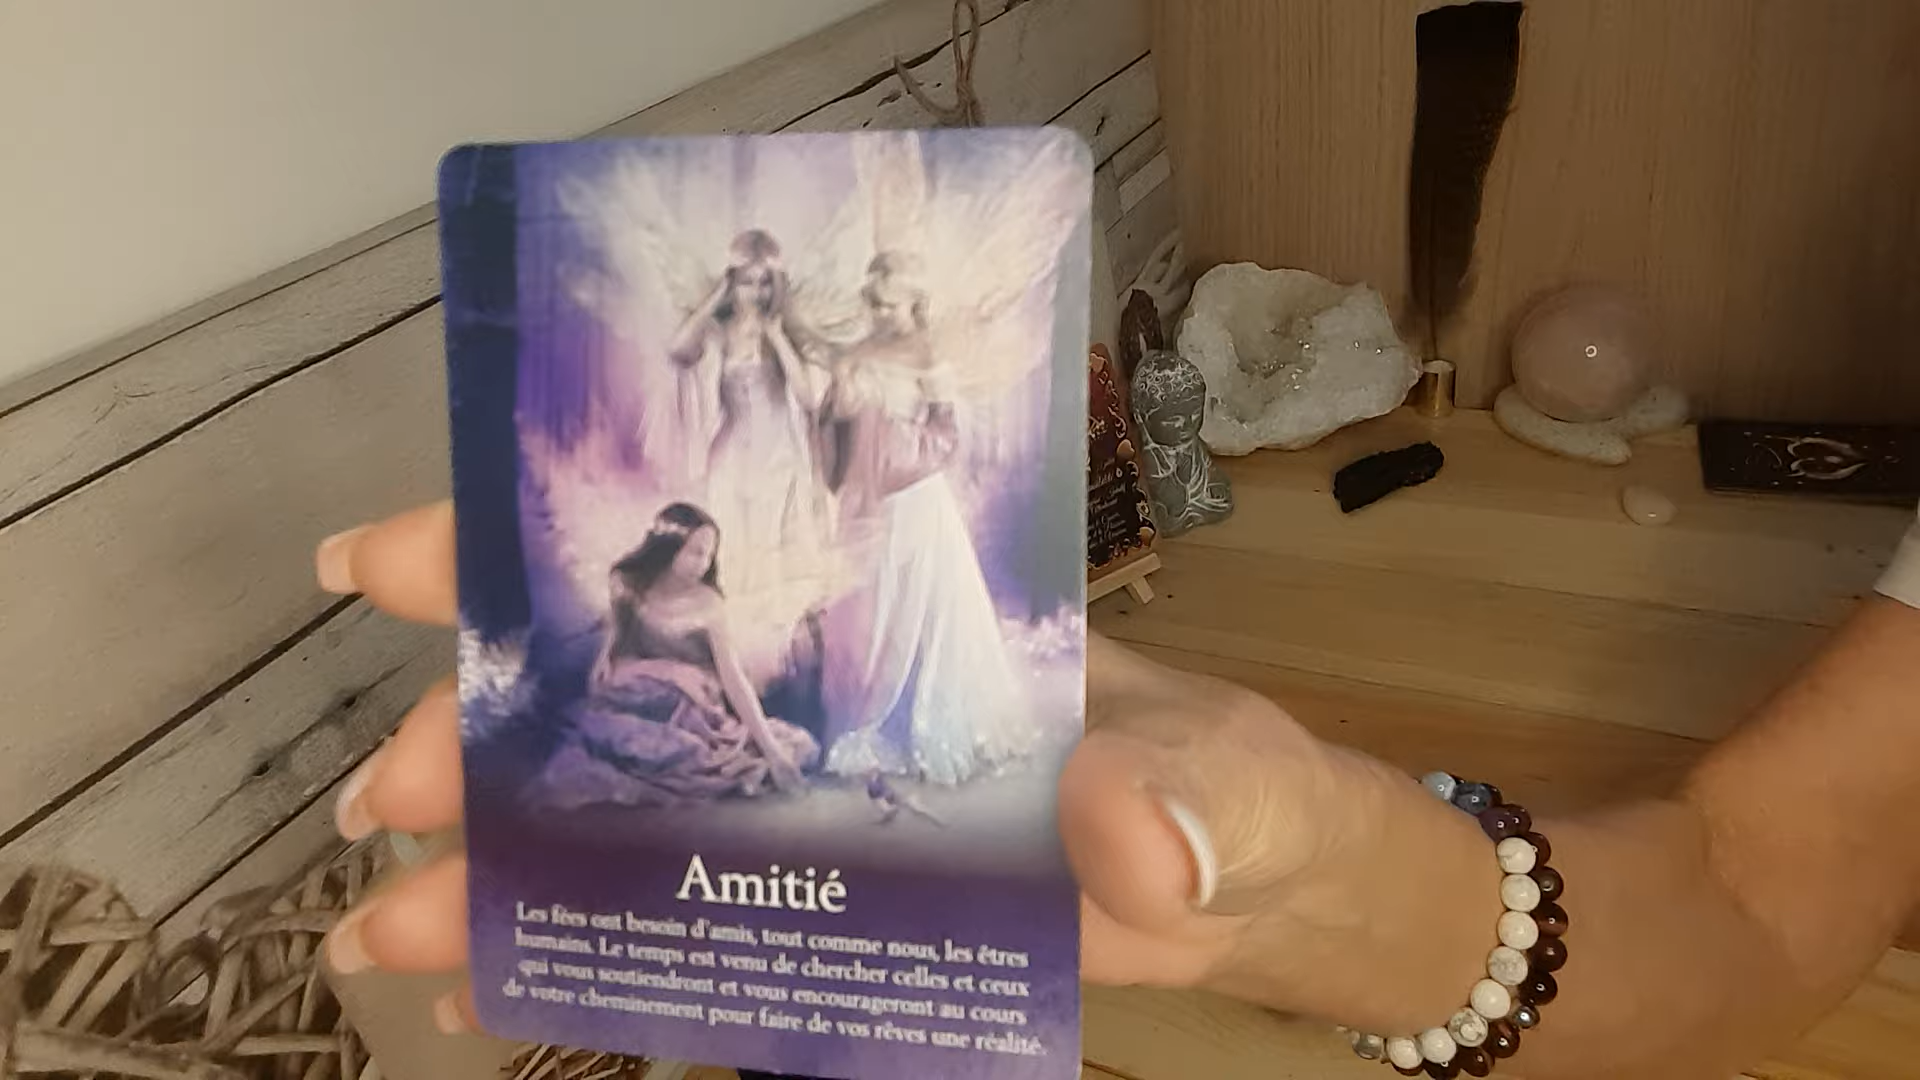 Amitié
Les fées ont besoin d'amis, tout comme nous, les êtres
humains. Le temps est venu de chercher celles et ceux
qui vous soutiendront et vous encourageront au cours
de votre cheminement pour faire de vos rêves une réalité.